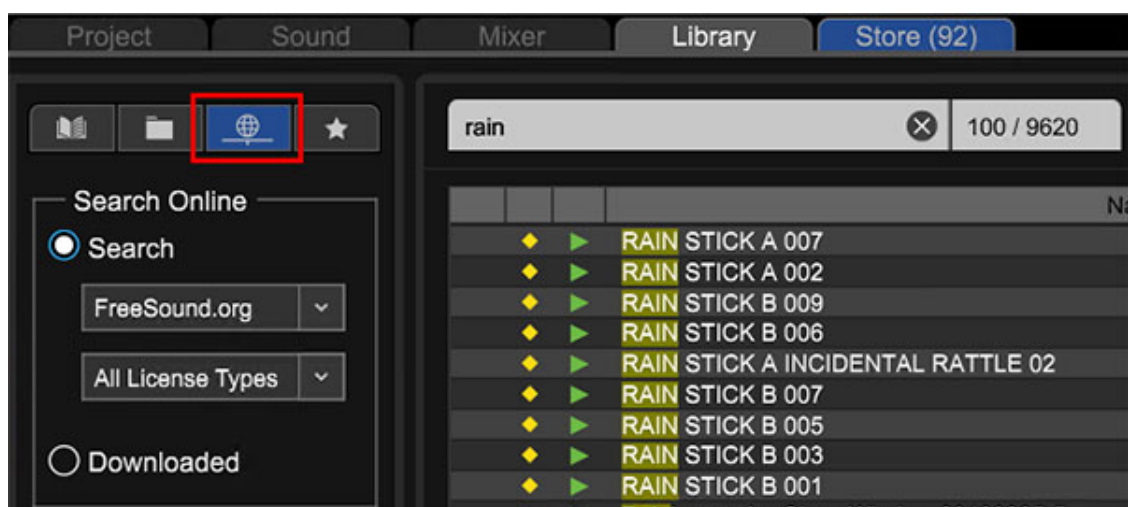 Project Sound Mixer Library Store (92)
rain 100 / 9620
Search Online
Search
FreeSound.org
All License Types
Downloaded
RAIN STICK A 007
RAIN STICK A 002
RAIN STICK B 009
RAIN STICK B 006
RAIN STICK A INCIDENTAL RATTLE 02
RAIN STICK B 007
RAIN STICK B 005
RAIN STICK B 003
RAIN STICK B 001